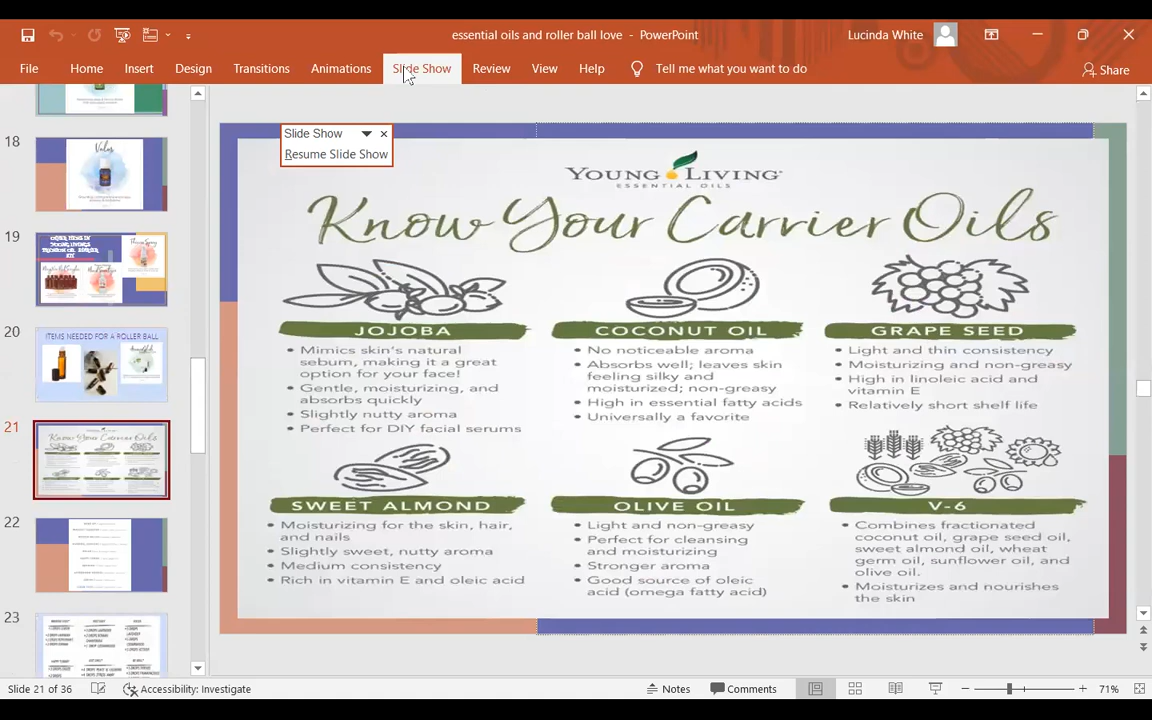 essential oils and roller ball love - PowerPoint
Lucinda White
File Home Insert Design Transitions Animations Slide Show Review View Help Tell me what you want to do Share
18
Valor
19
20
ITEMS NEEDED FOR A ROLLER BALL
21
Know Your Carrier Oils
22
23
Slide Show
Resume Slide Show
YOUNG LIVING
ESSENTIAL OILS
Know Your Carrier Oils
JOJOBA
• Mimics skin's natural
sebum, making it a great
option for your face!
• Gentle, moisturizing, and
absorbs quickly
• Slightly nutty aroma
• Perfect for DIY facial serums
COCONUT OIL
• No noticeable aroma
• Absorbs well; leaves skin
feeling silky and
moisturized; non-greasy
• High in essential fatty acids
• Universally a favorite
GRAPE SEED
• Light and thin consistency
• Moisturizing and non-greasy
• High in linoleic acid and
vitamin E
• Relatively short shelf life
SWEET ALMOND
• Moisturizing for the skin, hair,
and nails
• Slightly sweet, nutty aroma
• Medium consistency
• Rich in vitamin E and oleic acid
OLIVE OIL
• Light and non-greasy
• Perfect for cleansing
and moisturizing
• Stronger aroma
• Good source of oleic
acid (omega fatty acid)
V-6
• Combines fractionated
coconut oil, grape seed oil,
sweet almond oil, wheat
germ oil, sunflower oil, and
olive oil.
• Moisturizes and nourishes
the skin
Slide 21 of 36 Accessibility: Investigate Notes Comments 71%